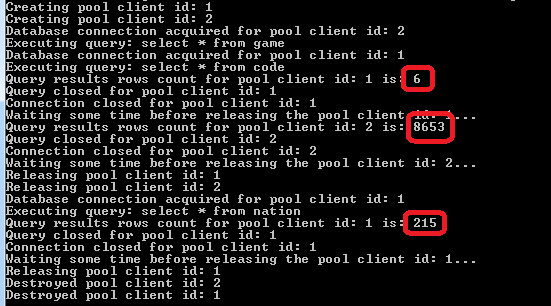 Creating pool client id: 1
Creating pool client id: 2
Database connection acquired for pool client id: 2
Executing query: select * from game
Database connection acquired for pool client id: 1
Executing query: select * from code
Query results rows count for pool client id: 1 is: 6
Query closed for pool client id: 1
Connection closed for pool client id: 1
Waiting some time before releasing the pool client id: 1...
Query results rows count for pool client id: 2 is: 8653
Query closed for pool client id: 2
Connection closed for pool client id: 2
Waiting some time before releasing the pool client id: 2...
Releasing pool client id: 1
Releasing pool client id: 2
Database connection acquired for pool client id: 1
Executing query: select * from nation
Query results rows count for pool client id: 1 is: 215
Query closed for pool client id: 1
Connection closed for pool client id: 1
Waiting some time before releasing the pool client id: 1...
Releasing pool client id: 1
Destroyed pool client id: 2
Destroyed pool client id: 1